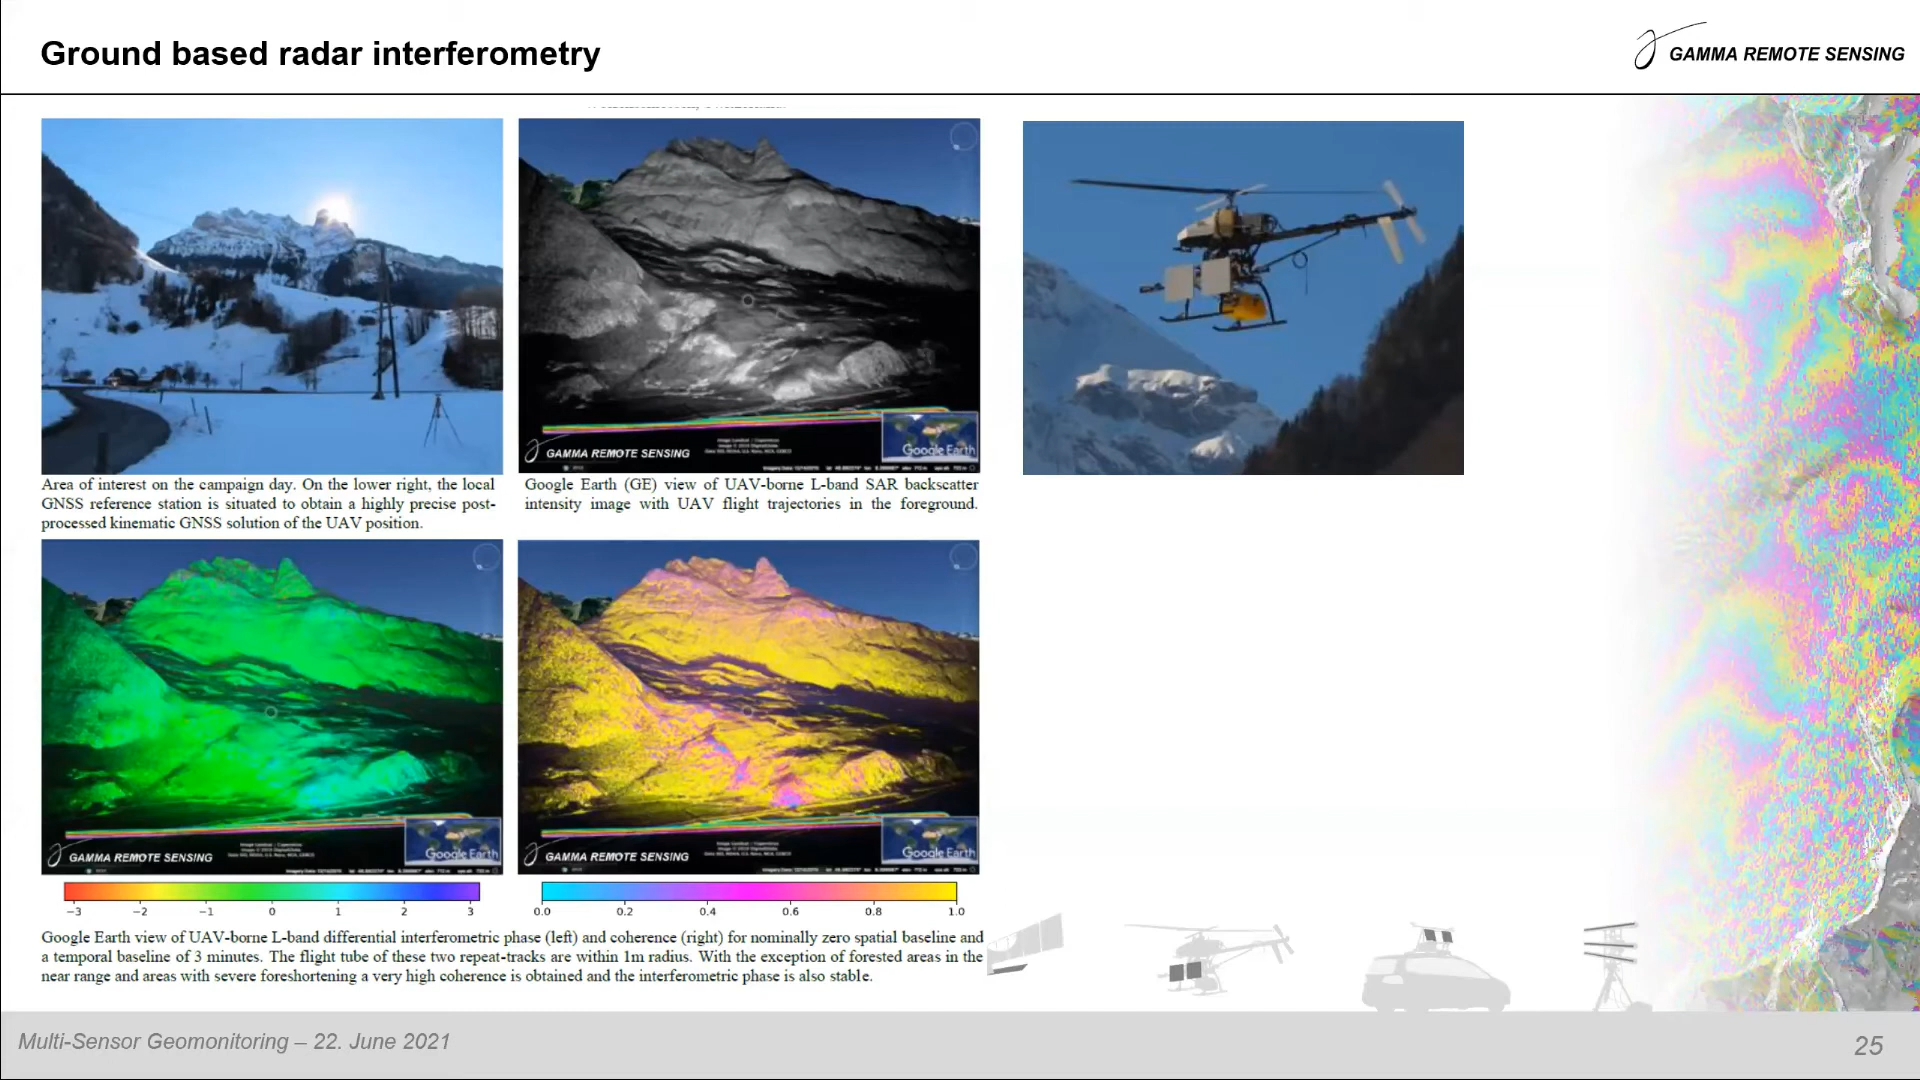 Ground based radar interferometry
GAMMA REMOTE SENSING
GAMMA REMOTE SENSING
Google Earth
Area of interest on the campaign day. On the lower right, the local
GNSS reference station is situated to obtain a highly precise post-
processed kinematic GNSS solution of the UAV position.
Google Earth (GE) view of UAV-borne L-band SAR backscatter
intensity image with UAV flight trajectories in the foreground.
GAMMA REMOTE SENSING
Google Earth
GAMMA REMOTE SENSING
Google Earth
−3 −2 −1 0 1 2 3
0.0 0.2 0.4 0.6 0.8 1.0
Google Earth view of UAV-borne L-band differential interferometric phase (left) and coherence (right) for nominally zero spatial baseline and
a temporal baseline of 3 minutes. The flight tube of these two repeat-tracks are within 1m radius. With the exception of forested areas in the
near range and areas with severe foreshortening a very high coherence is obtained and the interferometric phase is also stable.
Multi-Sensor Geomonitoring – 22. June 2021
25